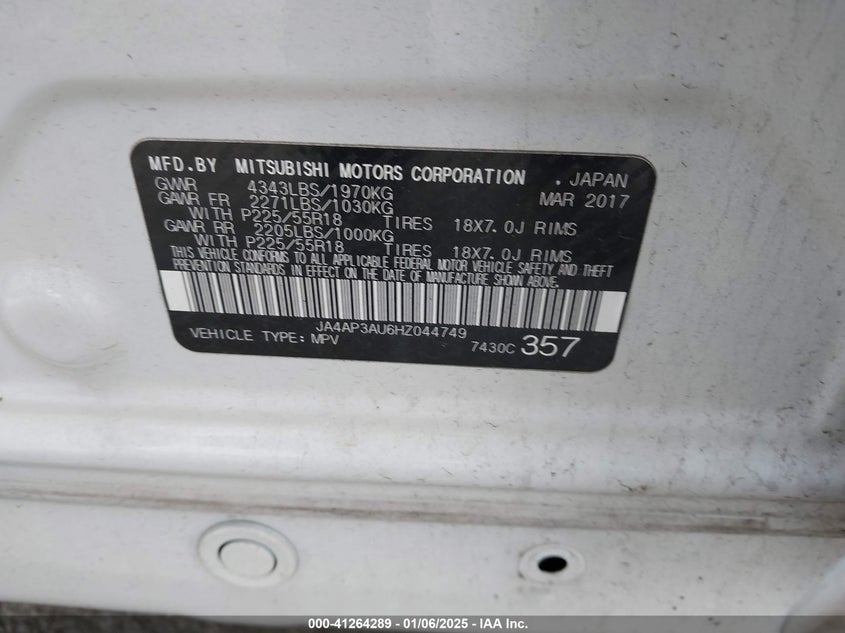 MFD.BY MITSUBISHI MOTORS CORPORATION . JAPAN
GVWR 4343LBS/1970KG MAR 2017
GAWR FR 2271LBS/1030KG
WITH P225/55R18 TIRES 18X7.0J RIMS
GAWR RR 2205LBS/1000KG
WITH P225/55R18 TIRES 18X7.0J RIMS
THIS VEHICLE CONFORMS TO ALL APPLICABLE FEDERAL MOTOR VEHICLE SAFETY AND THEFT
PREVENTION STANDARDS IN EFFECT ON THE DATE OF MANUFACTURE SHOWN ABOVE.
JA4AP3AU6HZ044749
VEHICLE TYPE: MPV 7430C 357
000-41264289 - 01/06/2025 - IAA Inc.